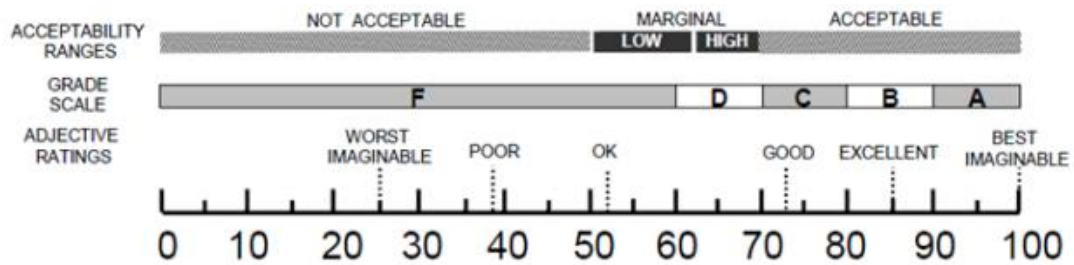 NOT ACCEPTABLE MARGINAL ACCEPTABLE
ACCEPTABILITY
RANGES
LOW HIGH
GRADE
SCALE
F D C B A
ADJECTIVE
RATINGS
WORST
IMAGINABLE
POOR
OK
GOOD
EXCELLENT
BEST
IMAGINABLE
0 10 20 30 40 50 60 70 80 90 100